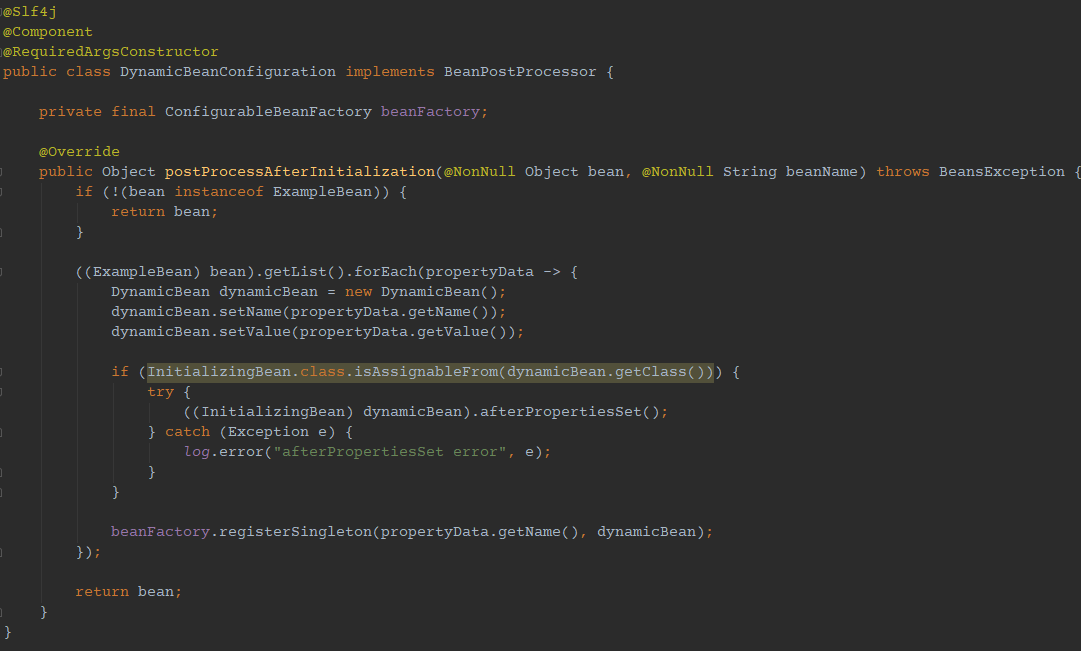 @Slf4j
@Component
@RequiredArgsConstructor
public class DynamicBeanConfiguration implements BeanPostProcessor {
private final ConfigurableBeanFactory beanFactory;
@Override
public Object postProcessAfterInitialization(@NonNull Object bean, @NonNull String beanName) throws BeansException {
if (!(bean instanceof ExampleBean)) {
return bean;
}
((ExampleBean) bean).getList().forEach(propertyData -> {
DynamicBean dynamicBean = new DynamicBean();
dynamicBean.setName(propertyData.getName());
dynamicBean.setValue(propertyData.getValue());
if (InitializingBean.class.isAssignableFrom(dynamicBean.getClass())) {
try {
((InitializingBean) dynamicBean).afterPropertiesSet();
} catch (Exception e) {
log.error("afterPropertiesSet error", e);
}
}
beanFactory.registerSingleton(propertyData.getName(), dynamicBean);
});
return bean;
}
}